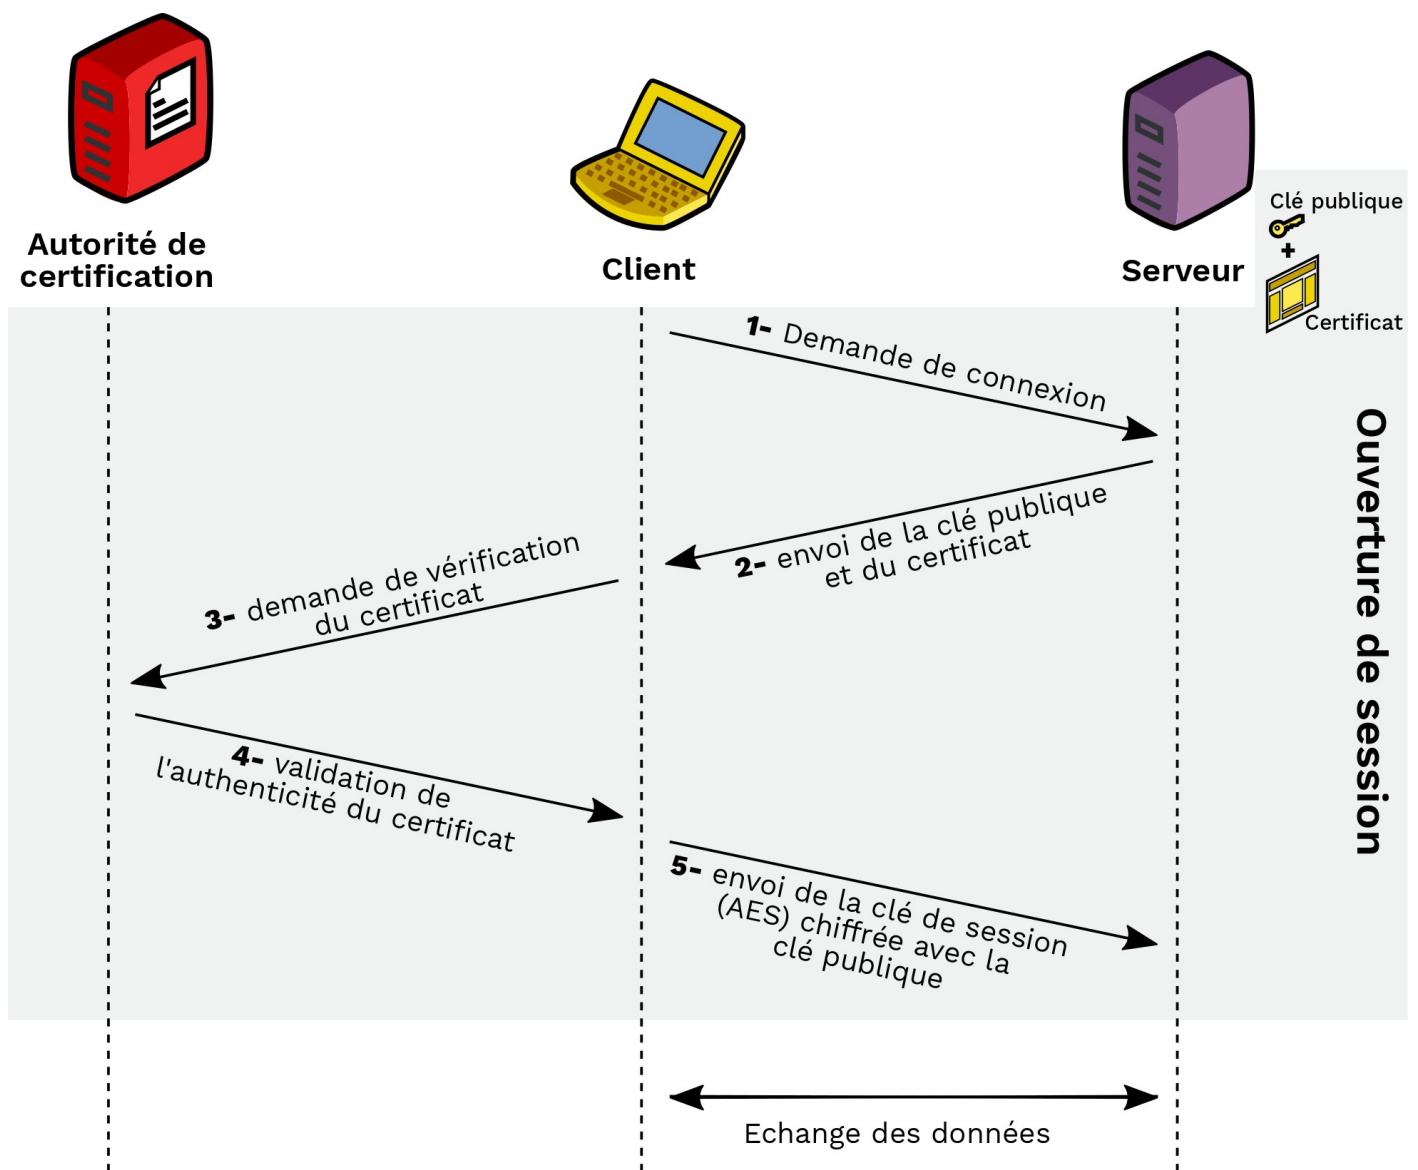 Autorité de
certification
Client
Serveur
Clé publique
+
Certificat
1- Demande de connexion
2- envoi de la clé publique
et du certificat
3- demande de vérification
du certificat
4- validation de
l'authenticité du certificat
5- envoi de la clé de session
(AES) chiffrée avec la
clé publique
Ouverture de session
Echange des données